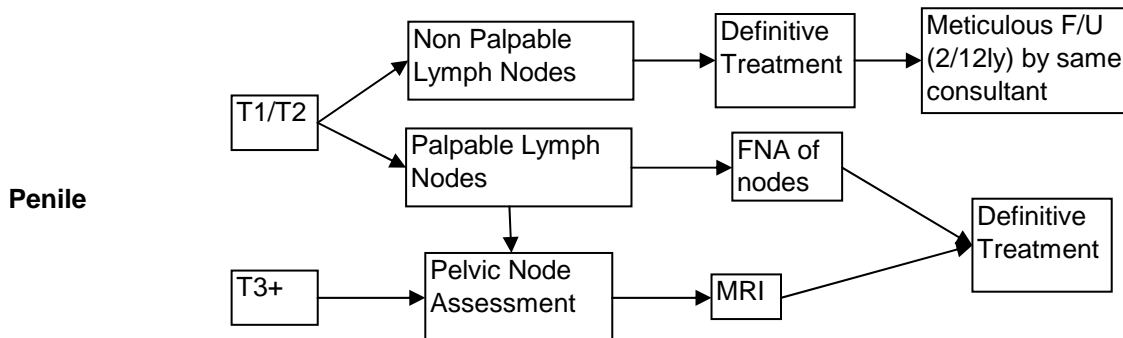 Non Palpable
Lymph Nodes
Definitive
Treatment
Meticulous F/U
(2/12ly) by same
consultant
T1/T2
Palpable Lymph
Nodes
FNA of
nodes
Penile
Definitive
Treatment
T3+
Pelvic Node
Assessment
MRI